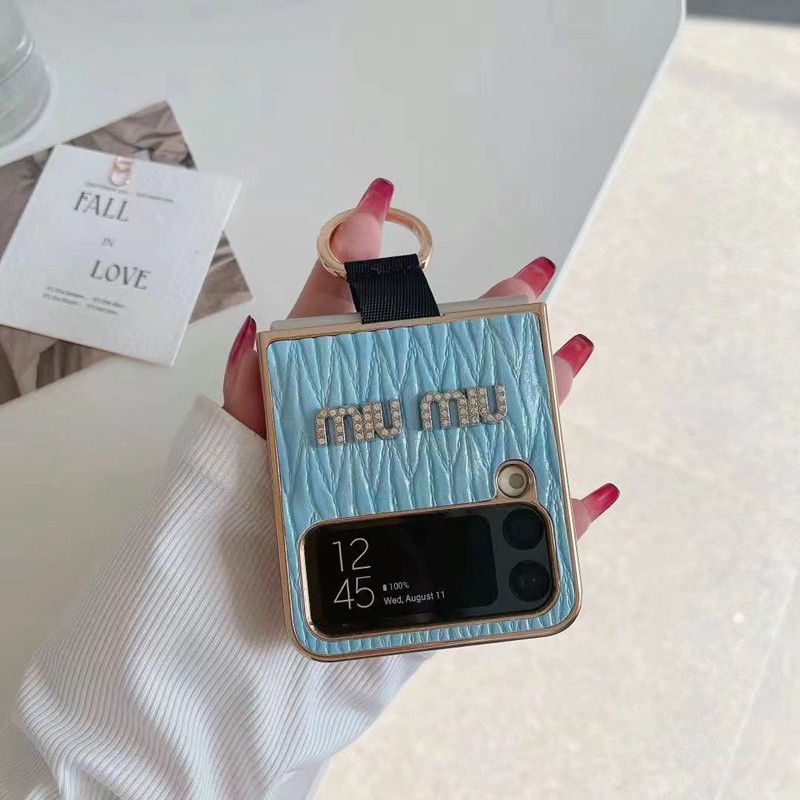 FALL
IN
LOVE
miu miu
12
45
100%
Wed, August 11